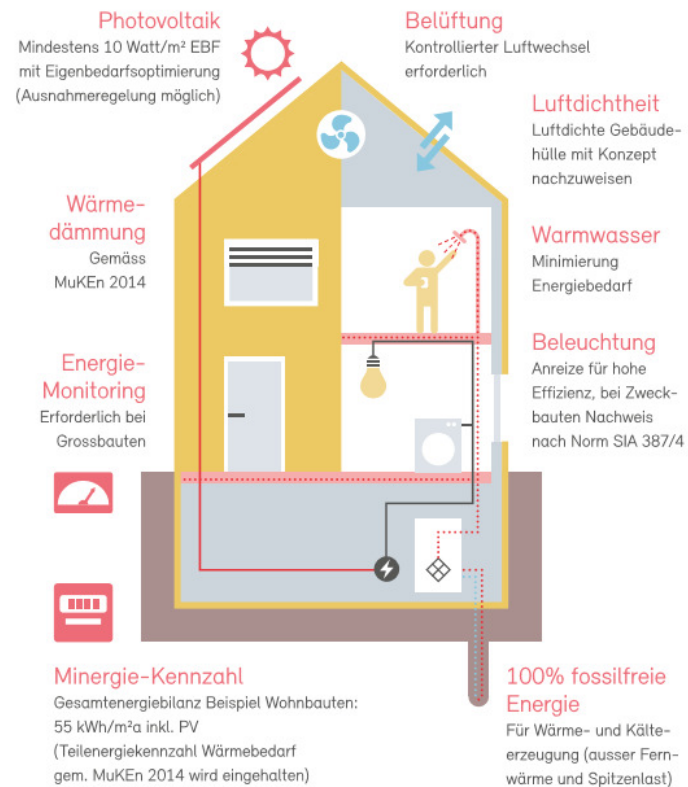 Photovoltaik
Mindestens 10 Watt/m² EBF
mit Eigenbedarfsoptimierung
(Ausnahmeregelung möglich)
Belüftung
Kontrollierter Luftwechsel
erforderlich
Luftdichtheit
Luftdichte Gebäude-
hülle mit Konzept
nachzuweisen
Wärme-
dämmung
Gemäss
MuKEn 2014
Warmwasser
Minimierung
Energiebedarf
Energie-
Monitoring
Erforderlich bei
Grossbauten
Beleuchtung
Anreize für hohe
Effizienz, bei Zweck-
bauten Nachweis
nach Norm SIA 387/4
Minergie-Kennzahl
Gesamtenergiebilanz Beispiel Wohnbauten:
55 kWh/m²a inkl. PV
(Teilenergiekennzahl Wärmebedarf
gem. MuKEn 2014 wird eingehalten)
100% fossilfreie
Energie
Für Wärme- und Kälte-
erzeugung (ausser Fern-
wärme und Spitzenlast)